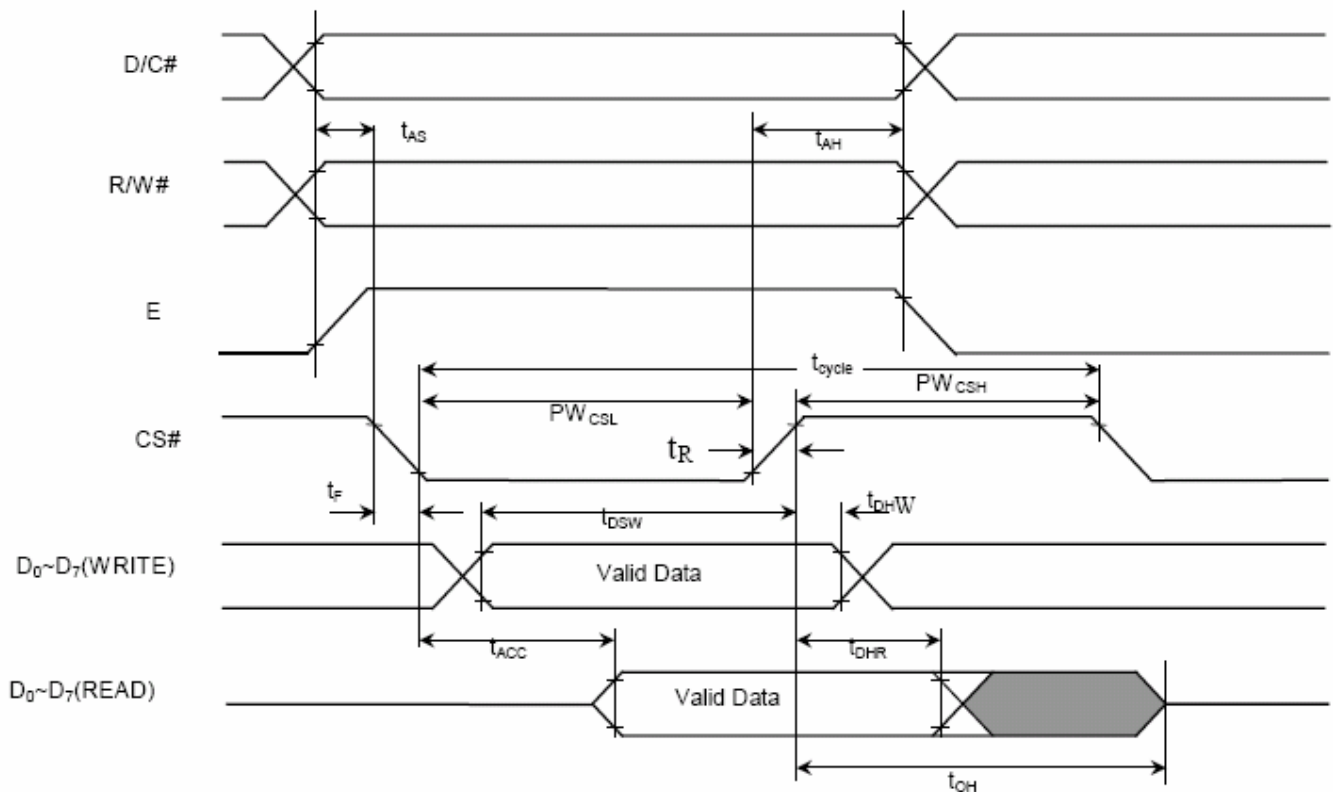 D/C#
tAS
tAH
R/W#
E
tcycle
PWCSH
PWCSL
CS#
tR
tF
tDSW
tDHW
D0~D7(WRITE)
Valid Data
tACC
tDHR
D0~D7(READ)
Valid Data
tOH